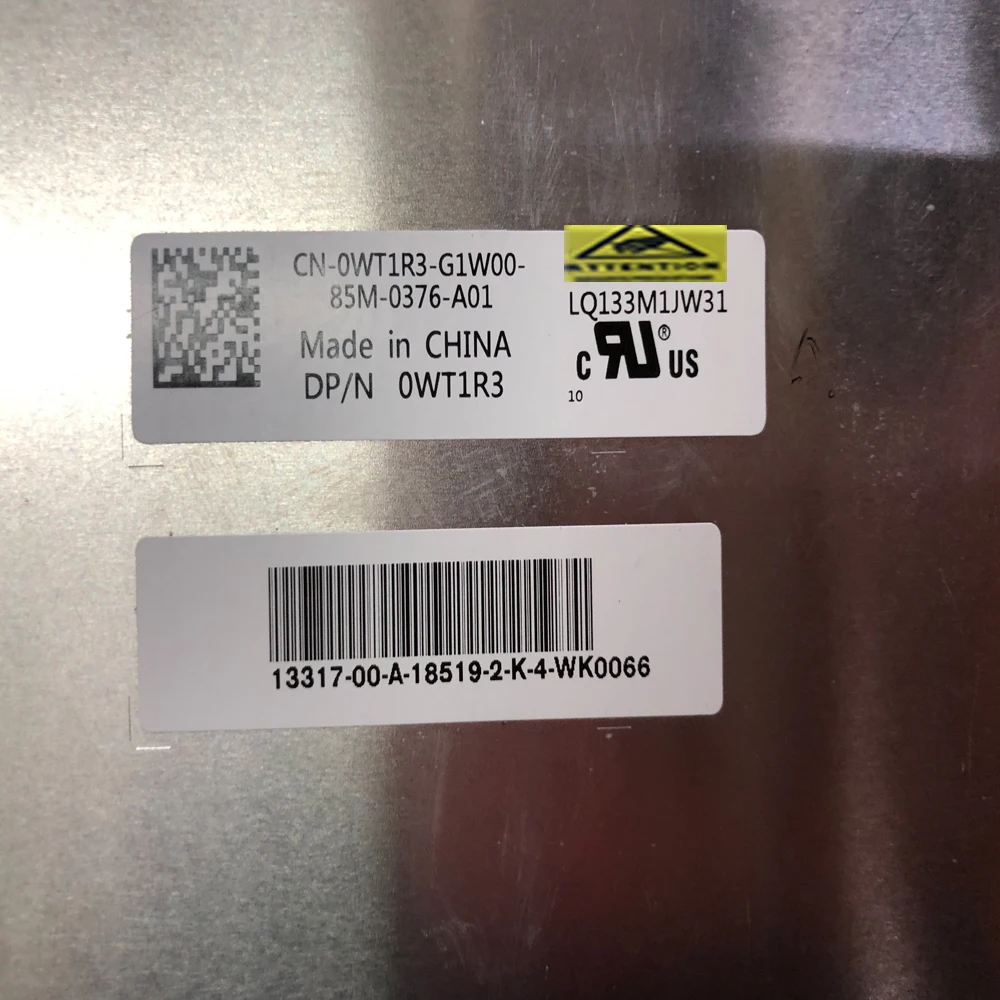 CN-0WT1R3-G1W00-
85M-0376-A01
Made in CHINA
DP/N 0WT1R3
ATTENTION
LQ133M1JW31
C RU ® US
10
13317-00-A-18519-2-K-4-WK0066